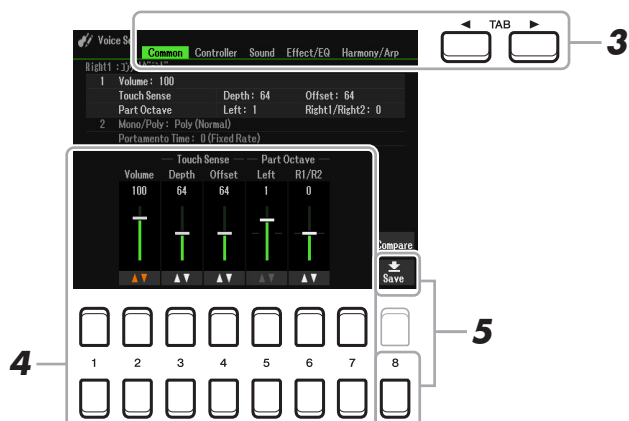 ◄ TAB ►
3
Voice S
Common Controller Sound Effect/EQ Harmony/Arp
Right1 :
1 Volume: 100
Touch Sense Depth: 64 Offset: 64
Part Octave Left: 1 Right1/Right2: 0
2 Mono/Poly: Poly(Normal)
Portamento Time: 0(Fixed Rate)
Touch Sense Part Octave
Volume Depth Offset Left R1/R2
100 64 64 1 0
Compare
Save
5
4
1 2 3 4 5 6 7 8